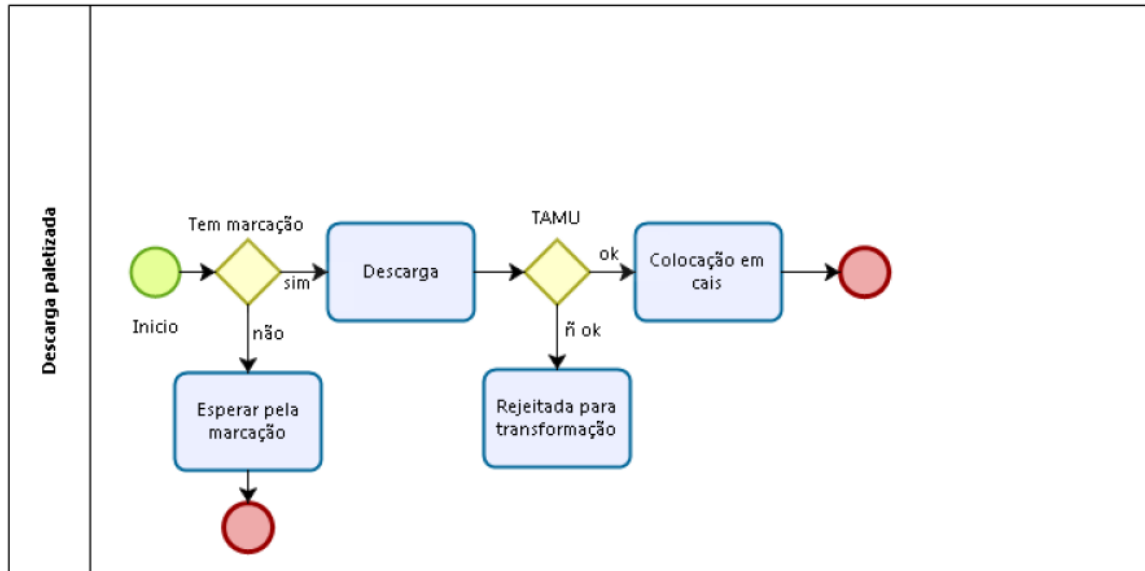 Descarga paletizada
Inicio
Tem marcação
sim
não
Esperar pela
marcação
Descarga
TAMU
ok
ñ ok
Colocação em
cais
Rejeitada para
transformação